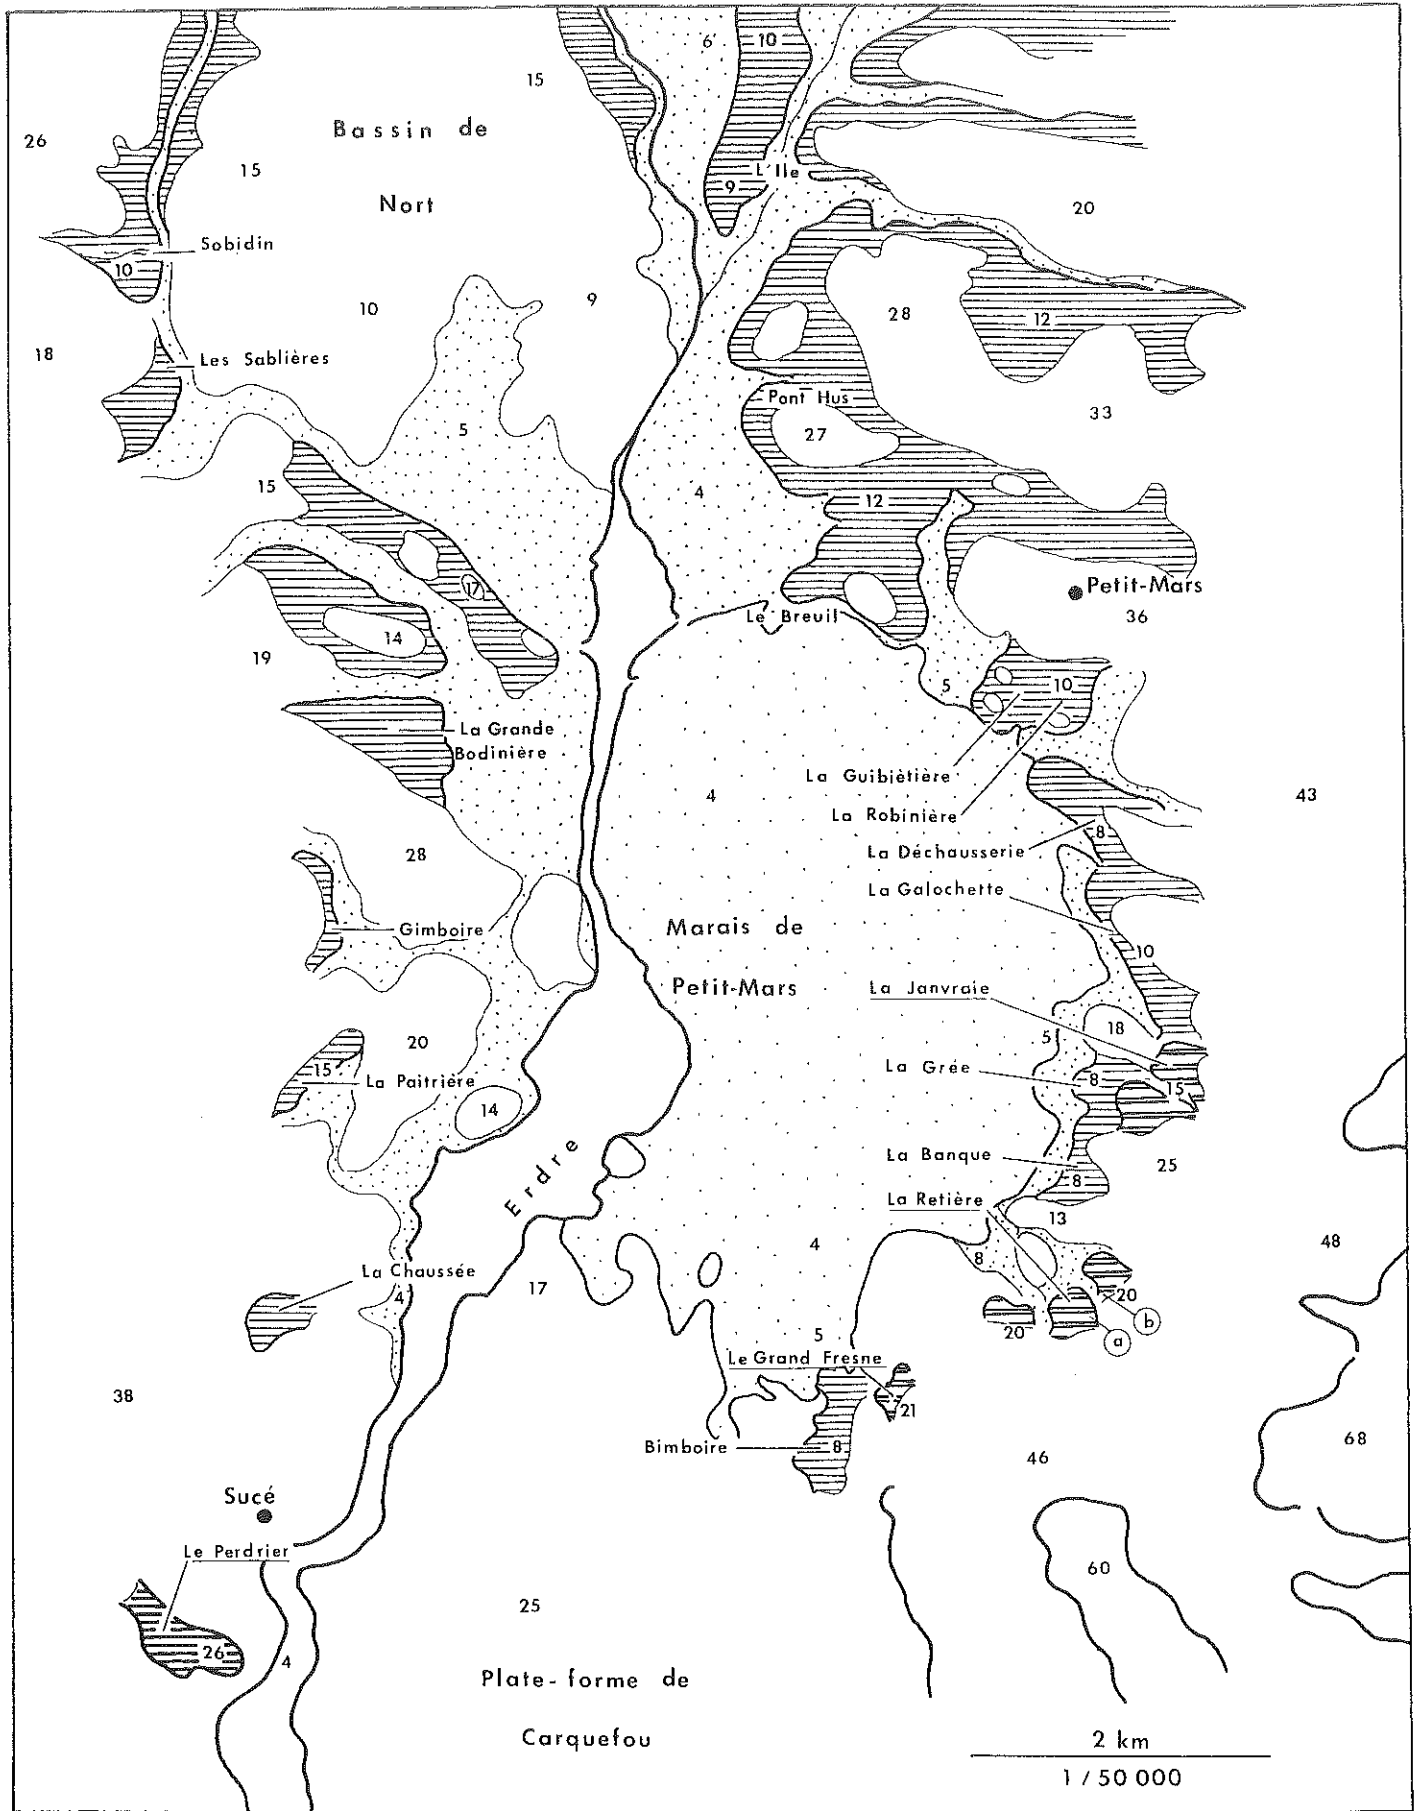 6
10
15
Bassin de
26
15
L'Ile
9
Nort
20
Sobidin
10
9
10
28
12
18
Les Sablières
Pont Hus
33
27
5
15
4
12
17
Petit-Mars
Le Breuil
36
14
19
5
10
La Grande
Bodinière
La Guibiètière
4
43
La Robinière
8
La Déchausserie
28
La Galochette
Gimboire
Marais de
10
Petit-Mars
La Janvraie
18
20
5
15
La Paitrière
La Grée
8
15
14
Erdre
La Banque
25
8
La Retière
13
4
48
8
La Chaussée
17
4
20
b
5
20
a
Le Grand Fresne
38
21
Bimboire
8
46
68
Sucé
Le Perdrier
60
25
26
4
Plate-forme de
Carquefou
2 km
1 / 50 000